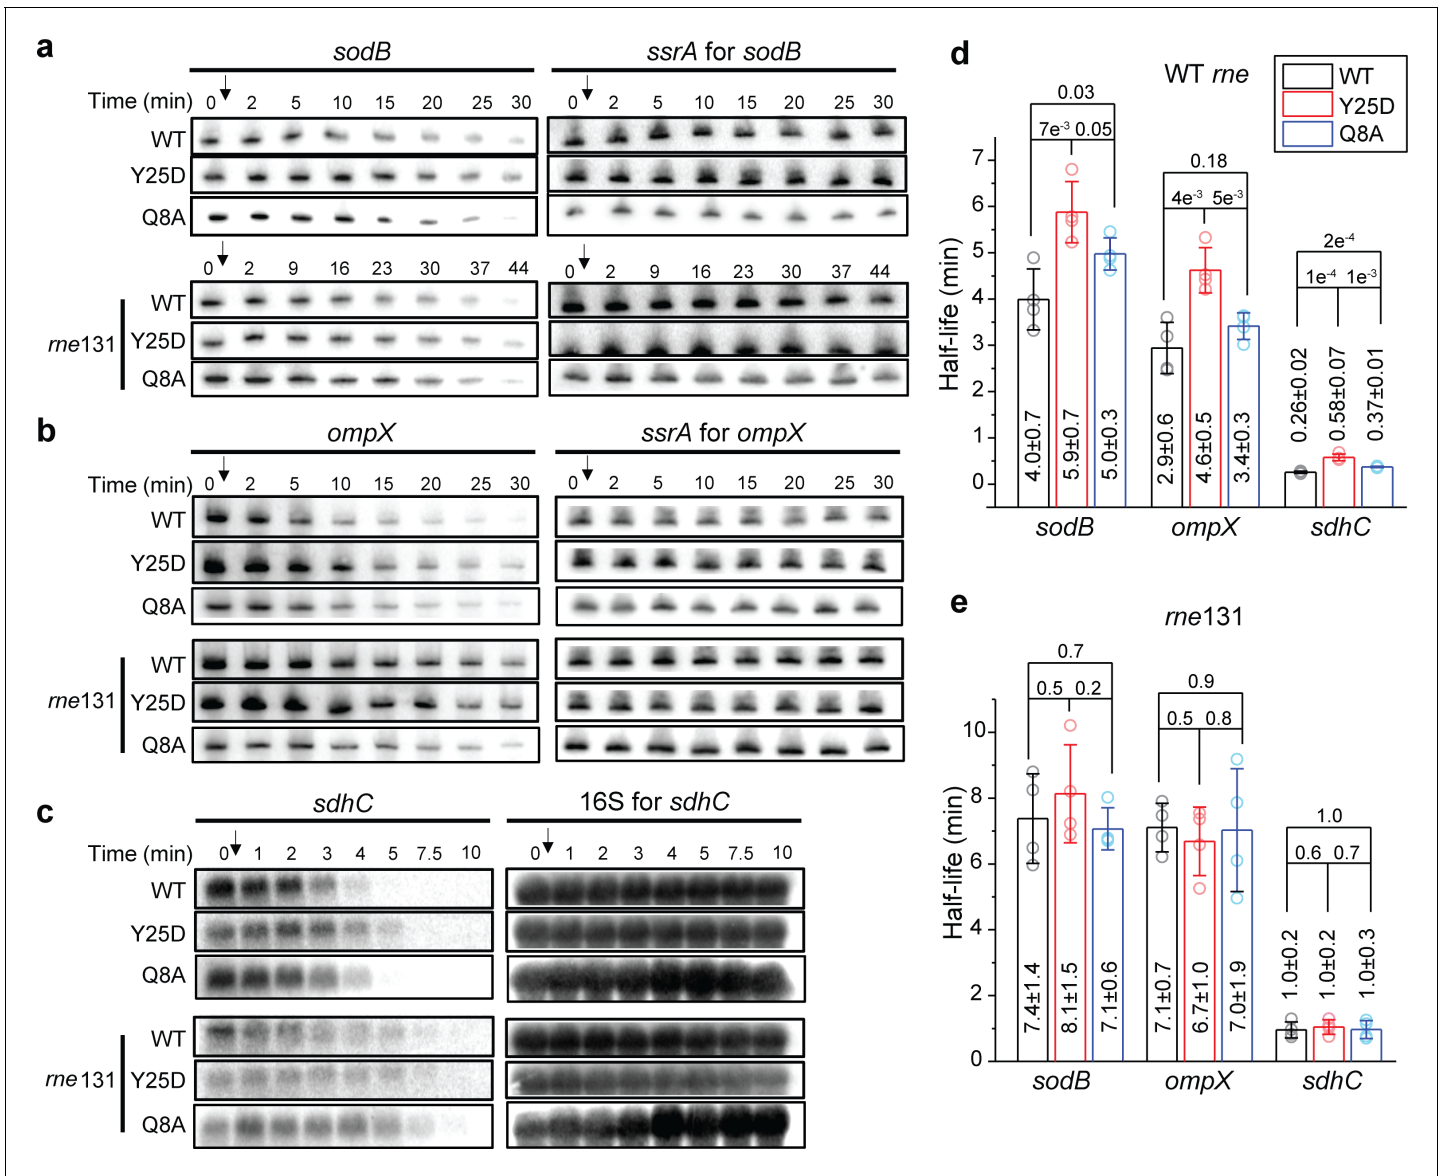 a
sodB
ssrA for sodB
Time (min) 0 2 5 10 15 20 25 30
0 2 5 10 15 20 25 30
WT
Y25D
Q8A
0 2 9 16 23 30 37 44
0 2 9 16 23 30 37 44
rne131
WT
Y25D
Q8A
b
ompX
ssrA for ompX
Time (min) 0 2 5 10 15 20 25 30
0 2 5 10 15 20 25 30
WT
Y25D
Q8A
rne131
WT
Y25D
Q8A
c
sdhC
16S for sdhC
Time (min) 0 1 2 3 4 5 7.5 10
0 1 2 3 4 5 7.5 10
WT
Y25D
Q8A
rne131
WT
Y25D
Q8A
d
WT rne
WT
Y25D
Q8A
Half-life (min)
7
6
5
4
3
2
1
0
0.03
7e⁻³ 0.05
0.18
4e⁻³ 5e⁻³
2e⁻⁴
1e⁻⁴ 1e⁻³
4.0±0.7
5.9±0.7
5.0±0.3
2.9±0.6
4.6±0.5
3.4±0.3
0.26±0.02
0.58±0.07
0.37±0.01
sodB ompX sdhC
e
rne131
Half-life (min)
10
8
6
4
2
0
0.7
0.5 0.2
0.9
0.5 0.8
1.0
0.6 0.7
7.4±1.4
8.1±1.5
7.1±0.6
7.1±0.7
6.7±1.0
7.0±1.9
1.0±0.2
1.0±0.2
1.0±0.3
sodB ompX sdhC